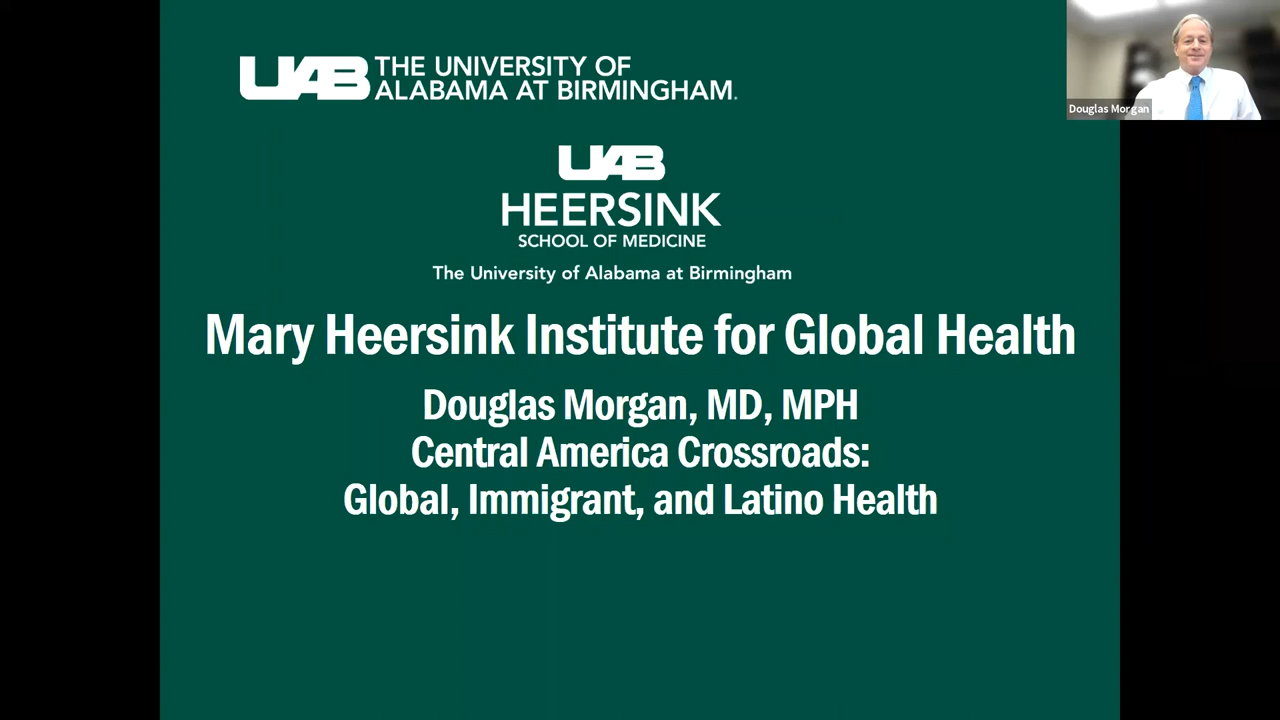 UAB THE UNIVERSITY OF
ALABAMA AT BIRMINGHAM.
Douglas Morgan
UAB
HEERSINK
SCHOOL OF MEDICINE
The University of Alabama at Birmingham
Mary Heersink Institute for Global Health
Douglas Morgan, MD, MPH
Central America Crossroads:
Global, Immigrant, and Latino Health